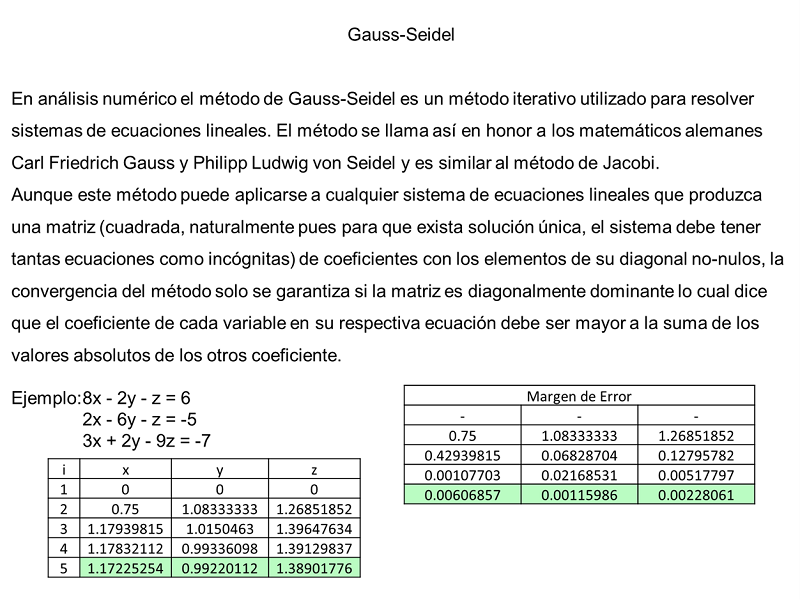 Gauss-Seidel
En análisis numérico el método de Gauss-Seidel es un método iterativo utilizado para resolver
sistemas de ecuaciones lineales. El método se llama así en honor a los matemáticos alemanes
Carl Friedrich Gauss y Philipp Ludwig von Seidel y es similar al método de Jacobi.
Aunque este método puede aplicarse a cualquier sistema de ecuaciones lineales que produzca
una matriz (cuadrada, naturalmente pues para que exista solución única, el sistema debe tener
tantas ecuaciones como incógnitas) de coeficientes con los elementos de su diagonal no-nulos, la
convergencia del método solo se garantiza si la matriz es diagonalmente dominante lo cual dice
que el coeficiente de cada variable en su respectiva ecuación debe ser mayor a la suma de los
valores absolutos de los otros coeficiente.
Ejemplo:8x - 2y - z = 6
2x - 6y - z = -5
3x + 2y - 9z = -7
i x y z
1 0 0 0
2 0.75 1.08333333 1.26851852
3 1.17939815 1.0150463 1.39647634
4 1.17832112 0.99336098 1.39129837
5 1.17225254 0.99220112 1.38901776
Margen de Error
- - -
0.75 1.08333333 1.26851852
0.42939815 0.06828704 0.12795782
0.00107703 0.02168531 0.00517797
0.00606857 0.00115986 0.00228061